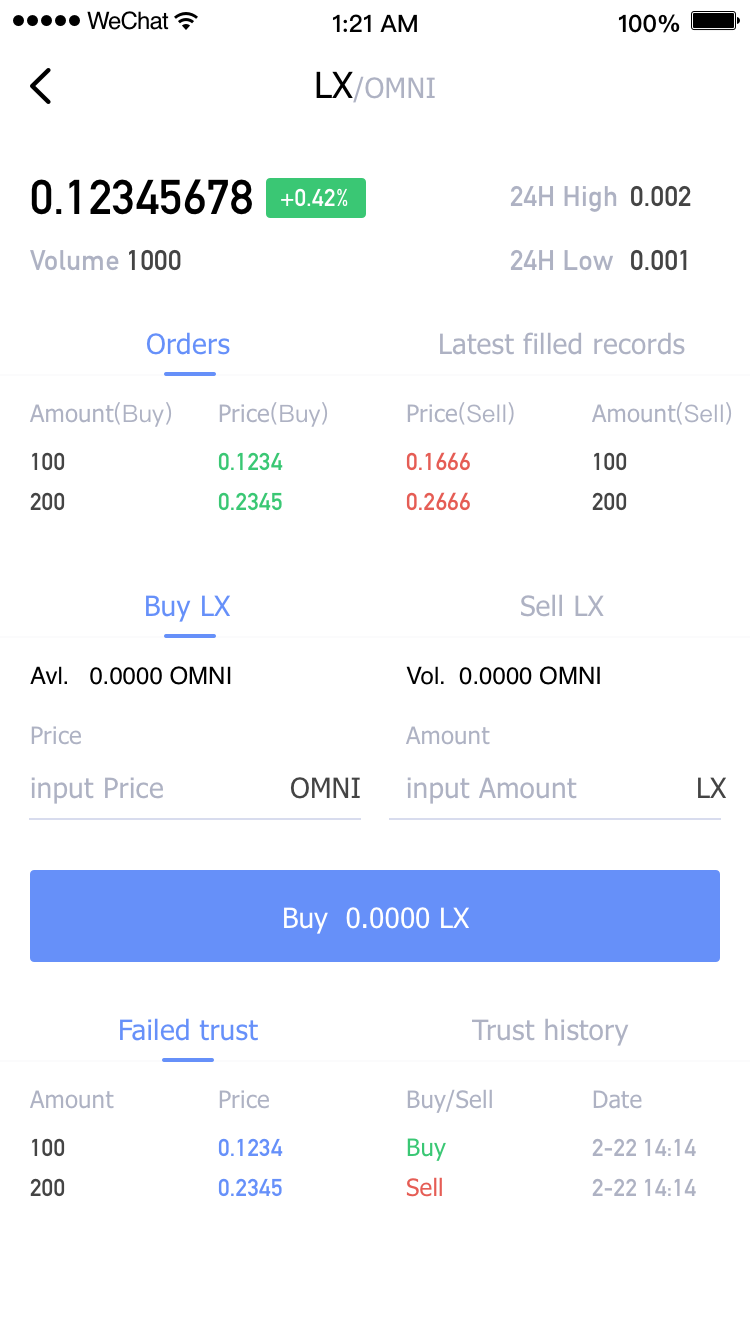 WeChat 1:21 AM 100%
LX/OMNI
0.12345678 +0.42% 24H High 0.002
Volume 1000 24H Low 0.001
Orders Latest filled records
Amount(Buy) Price(Buy) Price(Sell) Amount(Sell)
100 0.1234 0.1666 100
200 0.2345 0.2666 200
Buy LX Sell LX
Avl. 0.0000 OMNI Vol. 0.0000 OMNI
Price Amount
input Price OMNI input Amount LX
Buy 0.0000 LX
Failed trust Trust history
Amount Price Buy/Sell Date
100 0.1234 Buy 2-22 14:14
200 0.2345 Sell 2-22 14:14